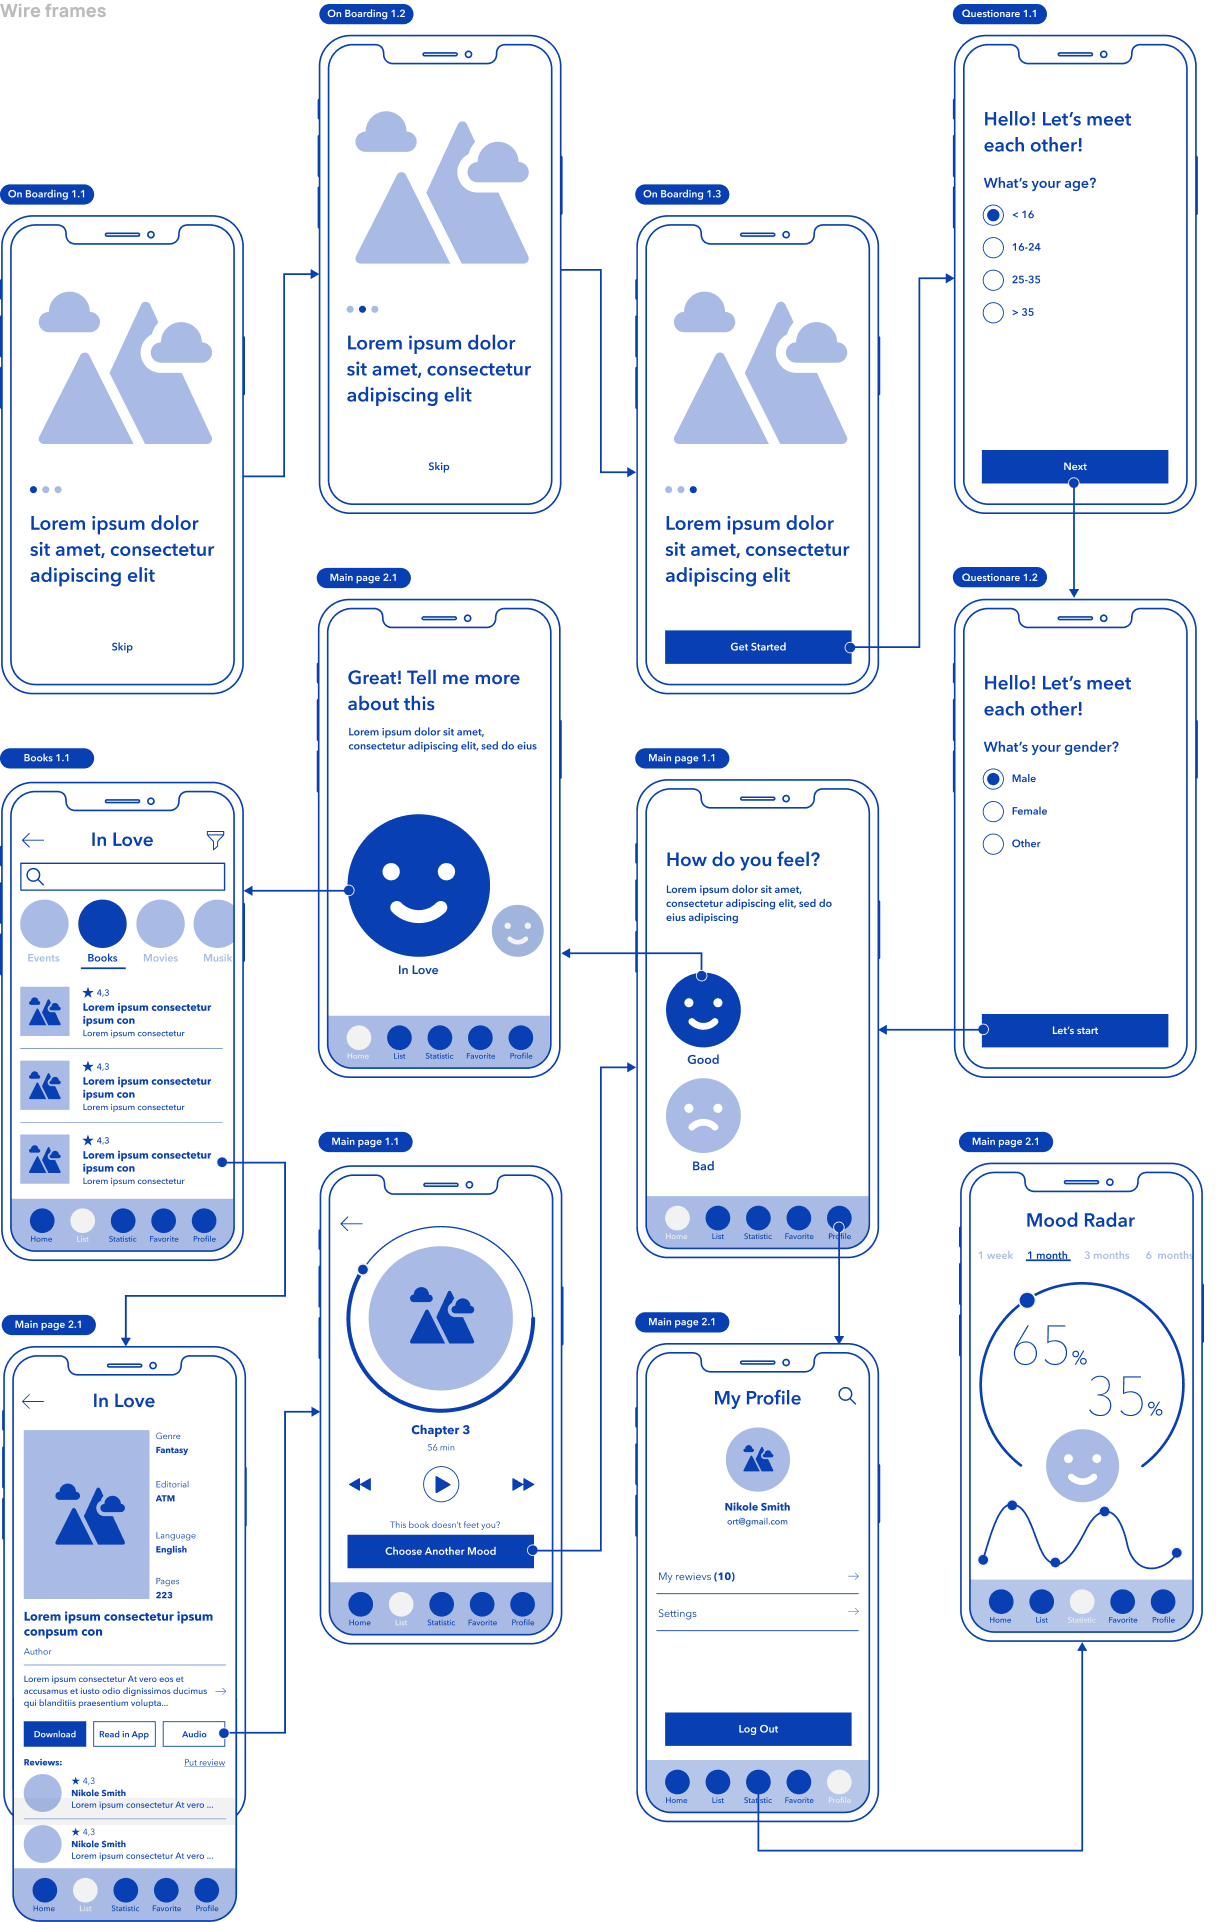 Wire frames
On Boarding 1.1
Lorem ipsum dolor
sit amet, consectetur
adipiscing elit
Skip
On Boarding 1.2
Lorem ipsum dolor
sit amet, consectetur
adipiscing elit
Skip
On Boarding 1.3
Lorem ipsum dolor
sit amet, consectetur
adipiscing elit
Get Started
Questionare 1.1
Hello! Let's meet
each other!
What's your age?
< 16
16-24
25-35
> 35
Next
Questionare 1.2
Hello! Let's meet
each other!
What's your gender?
Male
Female
Other
Let's start
Main page 1.1
How do you feel?
Lorem ipsum dolor sit amet,
consectetur adipiscing elit, sed do
eius adipiscing
Good
Bad
Home List Statistic Favorite Profile
Main page 2.1
Great! Tell me more
about this
Lorem ipsum dolor sit amet,
consectetur adipiscing elit, sed do eius
In Love
Home List Statistic Favorite Profile
Books 1.1
In Love
Events Books Movies Musik
4,3
Lorem ipsum consectetur
ipsum con
Lorem ipsum consectetur
4,3
Lorem ipsum consectetur
ipsum con
Lorem ipsum consectetur
4,3
Lorem ipsum consectetur
ipsum con
Lorem ipsum consectetur
Home List Statistic Favorite Profile
Main page 2.1
In Love
Genre
Fantasy
Editorial
ATM
Language
English
Pages
223
Lorem ipsum consectetur ipsum
conpsum con
Author
Lorem ipsum consectetur At vero eos et
accusamus et iusto odio dignissimos ducimus
qui blanditiis praesentium volupta...
Download Read in App Audio
Reviews: Put review
4,3
Nikole Smith
Lorem ipsum consectetur At vero ...
4,3
Nikole Smith
Lorem ipsum consectetur At vero ...
Home List Statistic Favorite Profile
Main page 1.1
Chapter 3
56 min
This book doesn't feet you?
Choose Another Mood
Home List Statistic Favorite Profile
Main page 2.1
My Profile
Nikole Smith
ort@gmail.com
My rewievs (10)
Settings
Log Out
Home List Statistic Favorite Profile
Main page 2.1
Mood Radar
1 week 1 month 3 months 6 months
65%
35%
Home List Statistic Favorite Profile